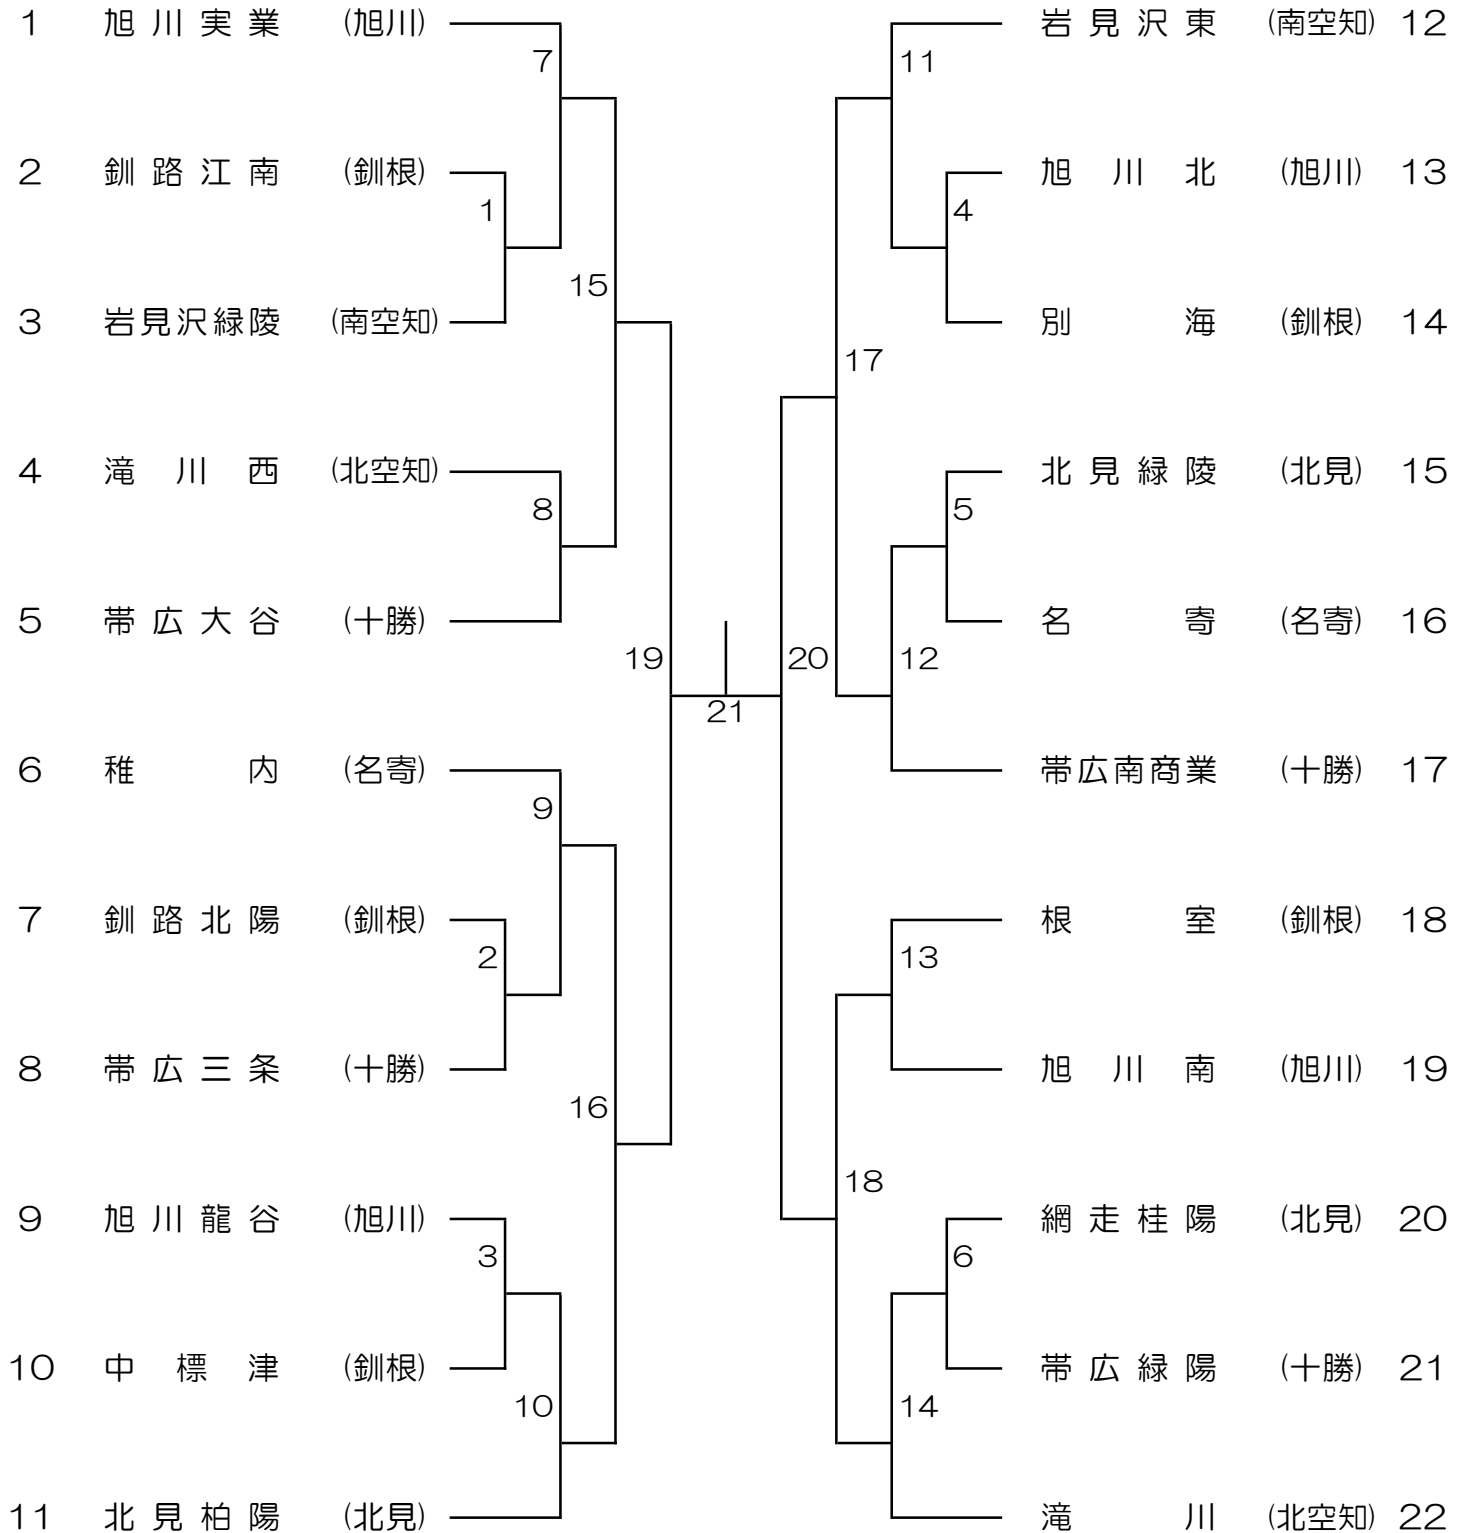 1 旭川実業 (旭川) 岩見沢東 (南空知) 12
7 11
2 釧路江南 (釧根) 旭川北 (旭川) 13
1 4
15
3 岩見沢緑陵 (南空知) 別海 (釧根) 14
17
4 滝川西 (北空知) 北見緑陵 (北見) 15
8 5
5 帯広大谷 (十勝) 名寄 (名寄) 16
19 20 12
21
6 稚内 (名寄) 帯広南商業 (十勝) 17
9
7 釧路北陽 (釧根) 根室 (釧根) 18
2 13
8 帯広三条 (十勝) 旭川南 (旭川) 19
16
18
9 旭川龍谷 (旭川) 網走桂陽 (北見) 20
3 6
10 中標津 (釧根) 帯広緑陽 (十勝) 21
10 14
11 北見柏陽 (北見) 滝川 (北空知) 22